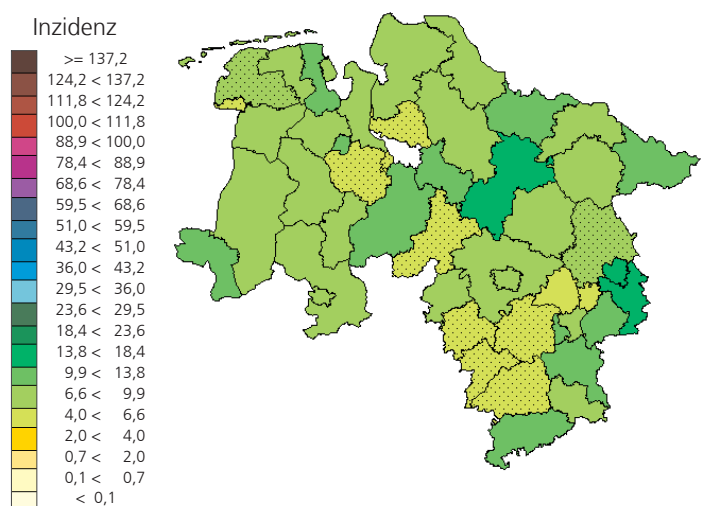 Inzidenz
>= 137,2
124,2 < 137,2
111,8 < 124,2
100,0 < 111,8
88,9 < 100,0
78,4 < 88,9
68,6 < 78,4
59,5 < 68,6
51,0 < 59,5
43,2 < 51,0
36,0 < 43,2
29,5 < 36,0
23,6 < 29,5
18,4 < 23,6
13,8 < 18,4
9,9 < 13,8
6,6 < 9,9
4,0 < 6,6
2,0 < 4,0
0,7 < 2,0
0,1 < 0,7
< 0,1